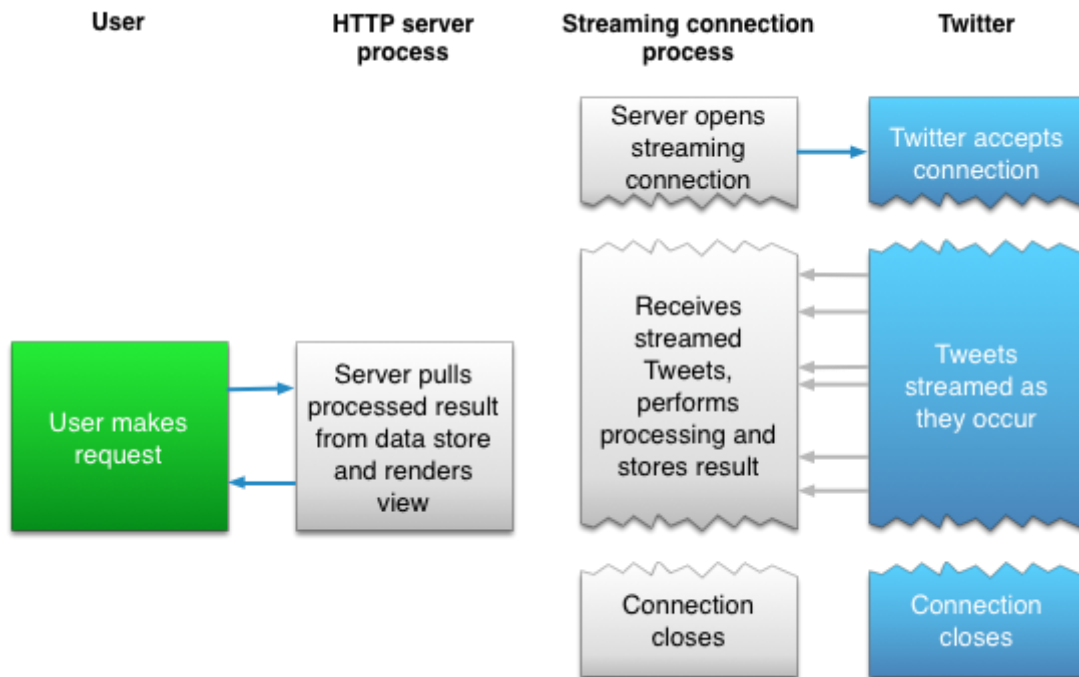 User
HTTP server
process
Streaming connection
process
Twitter
Server opens
streaming
connection
Twitter accepts
connection
User makes
request
Server pulls
processed result
from data store
and renders
view
Receives
streamed
Tweets,
performs
processing and
stores result
Tweets
streamed as
they occur
Connection
closes
Connection
closes